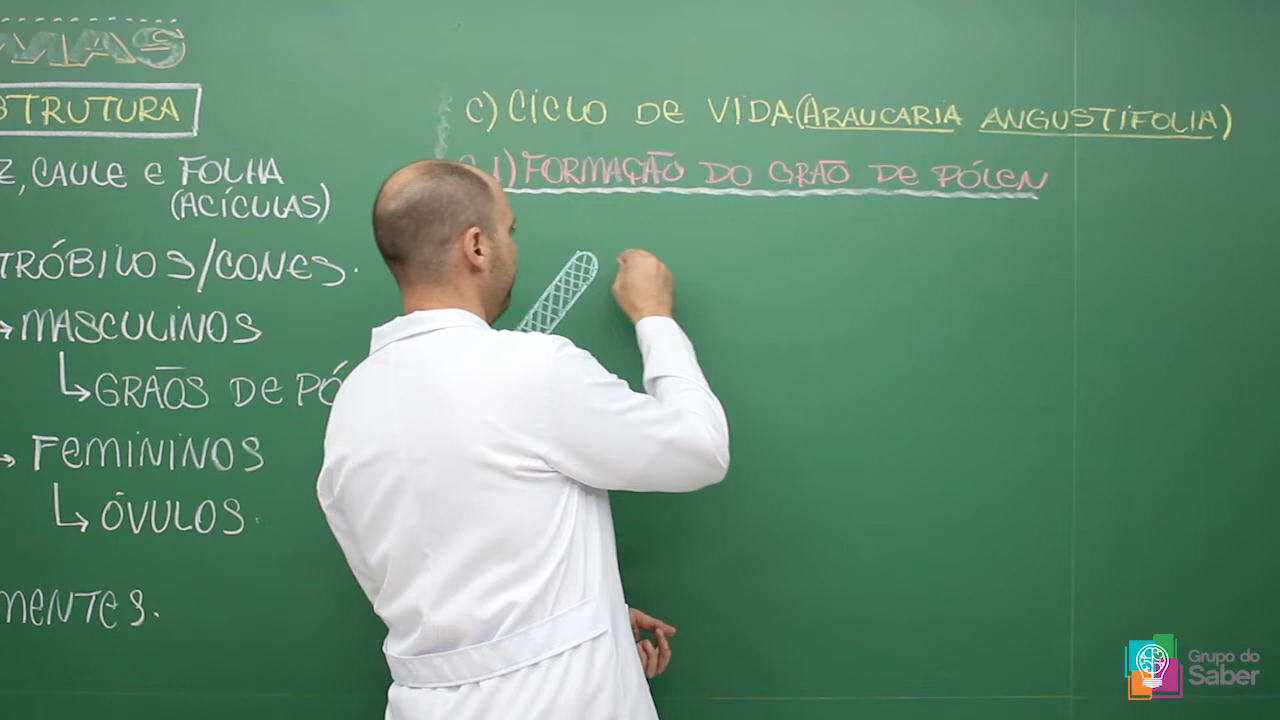 MAS
ESTRUTURA
Z, CAULE E FOLHA
(ACÍCULAS)
TRÓBILOS/CONES.
→ MASCULINOS
↳ GRÃOS DE PÓ
→ FEMININOS
↳ ÓVULOS.
MENTES.
C) CICLO DE VIDA (ARAUCARIA ANGUSTIFOLIA)
1) FORMAÇÃO DO GRÃO DE PÓLEN
Grupo do
Saber